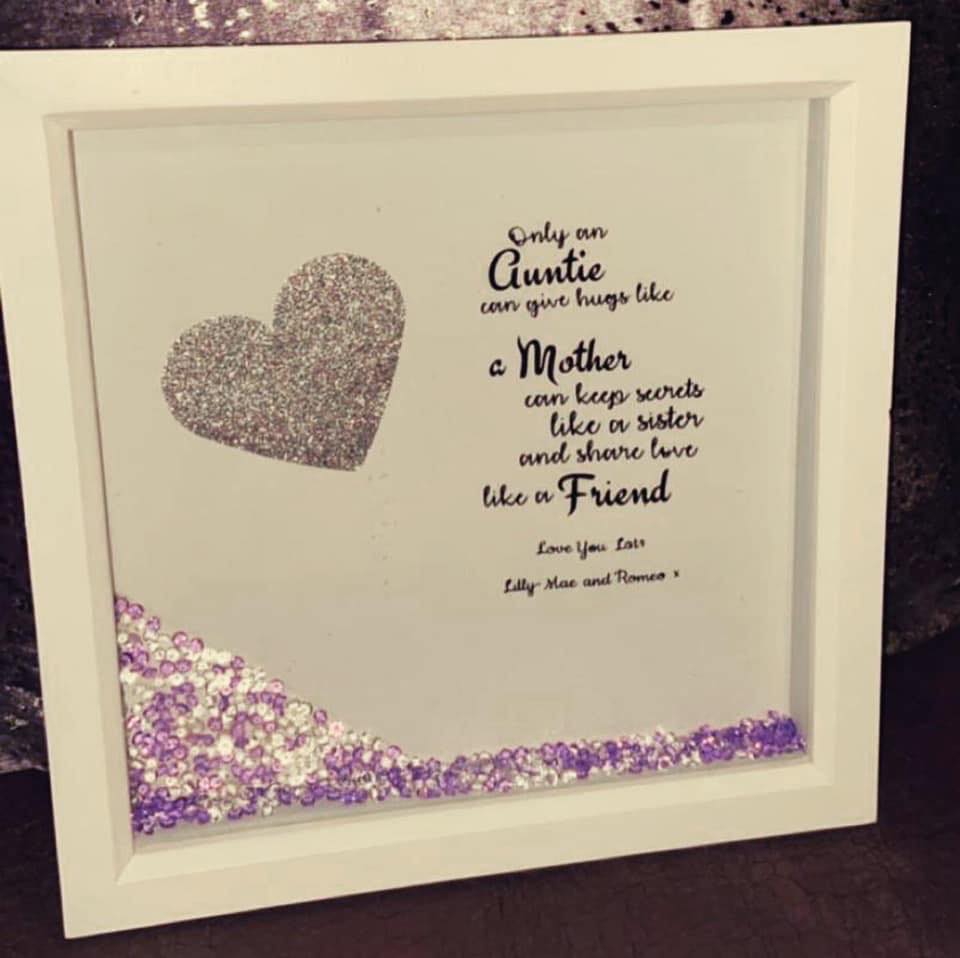 Only an
Auntie
can give hugs like
a Mother
can keep secrets
like a sister
and share love
like a Friend
Love You Lots
Lilly-Mae and Romeo x